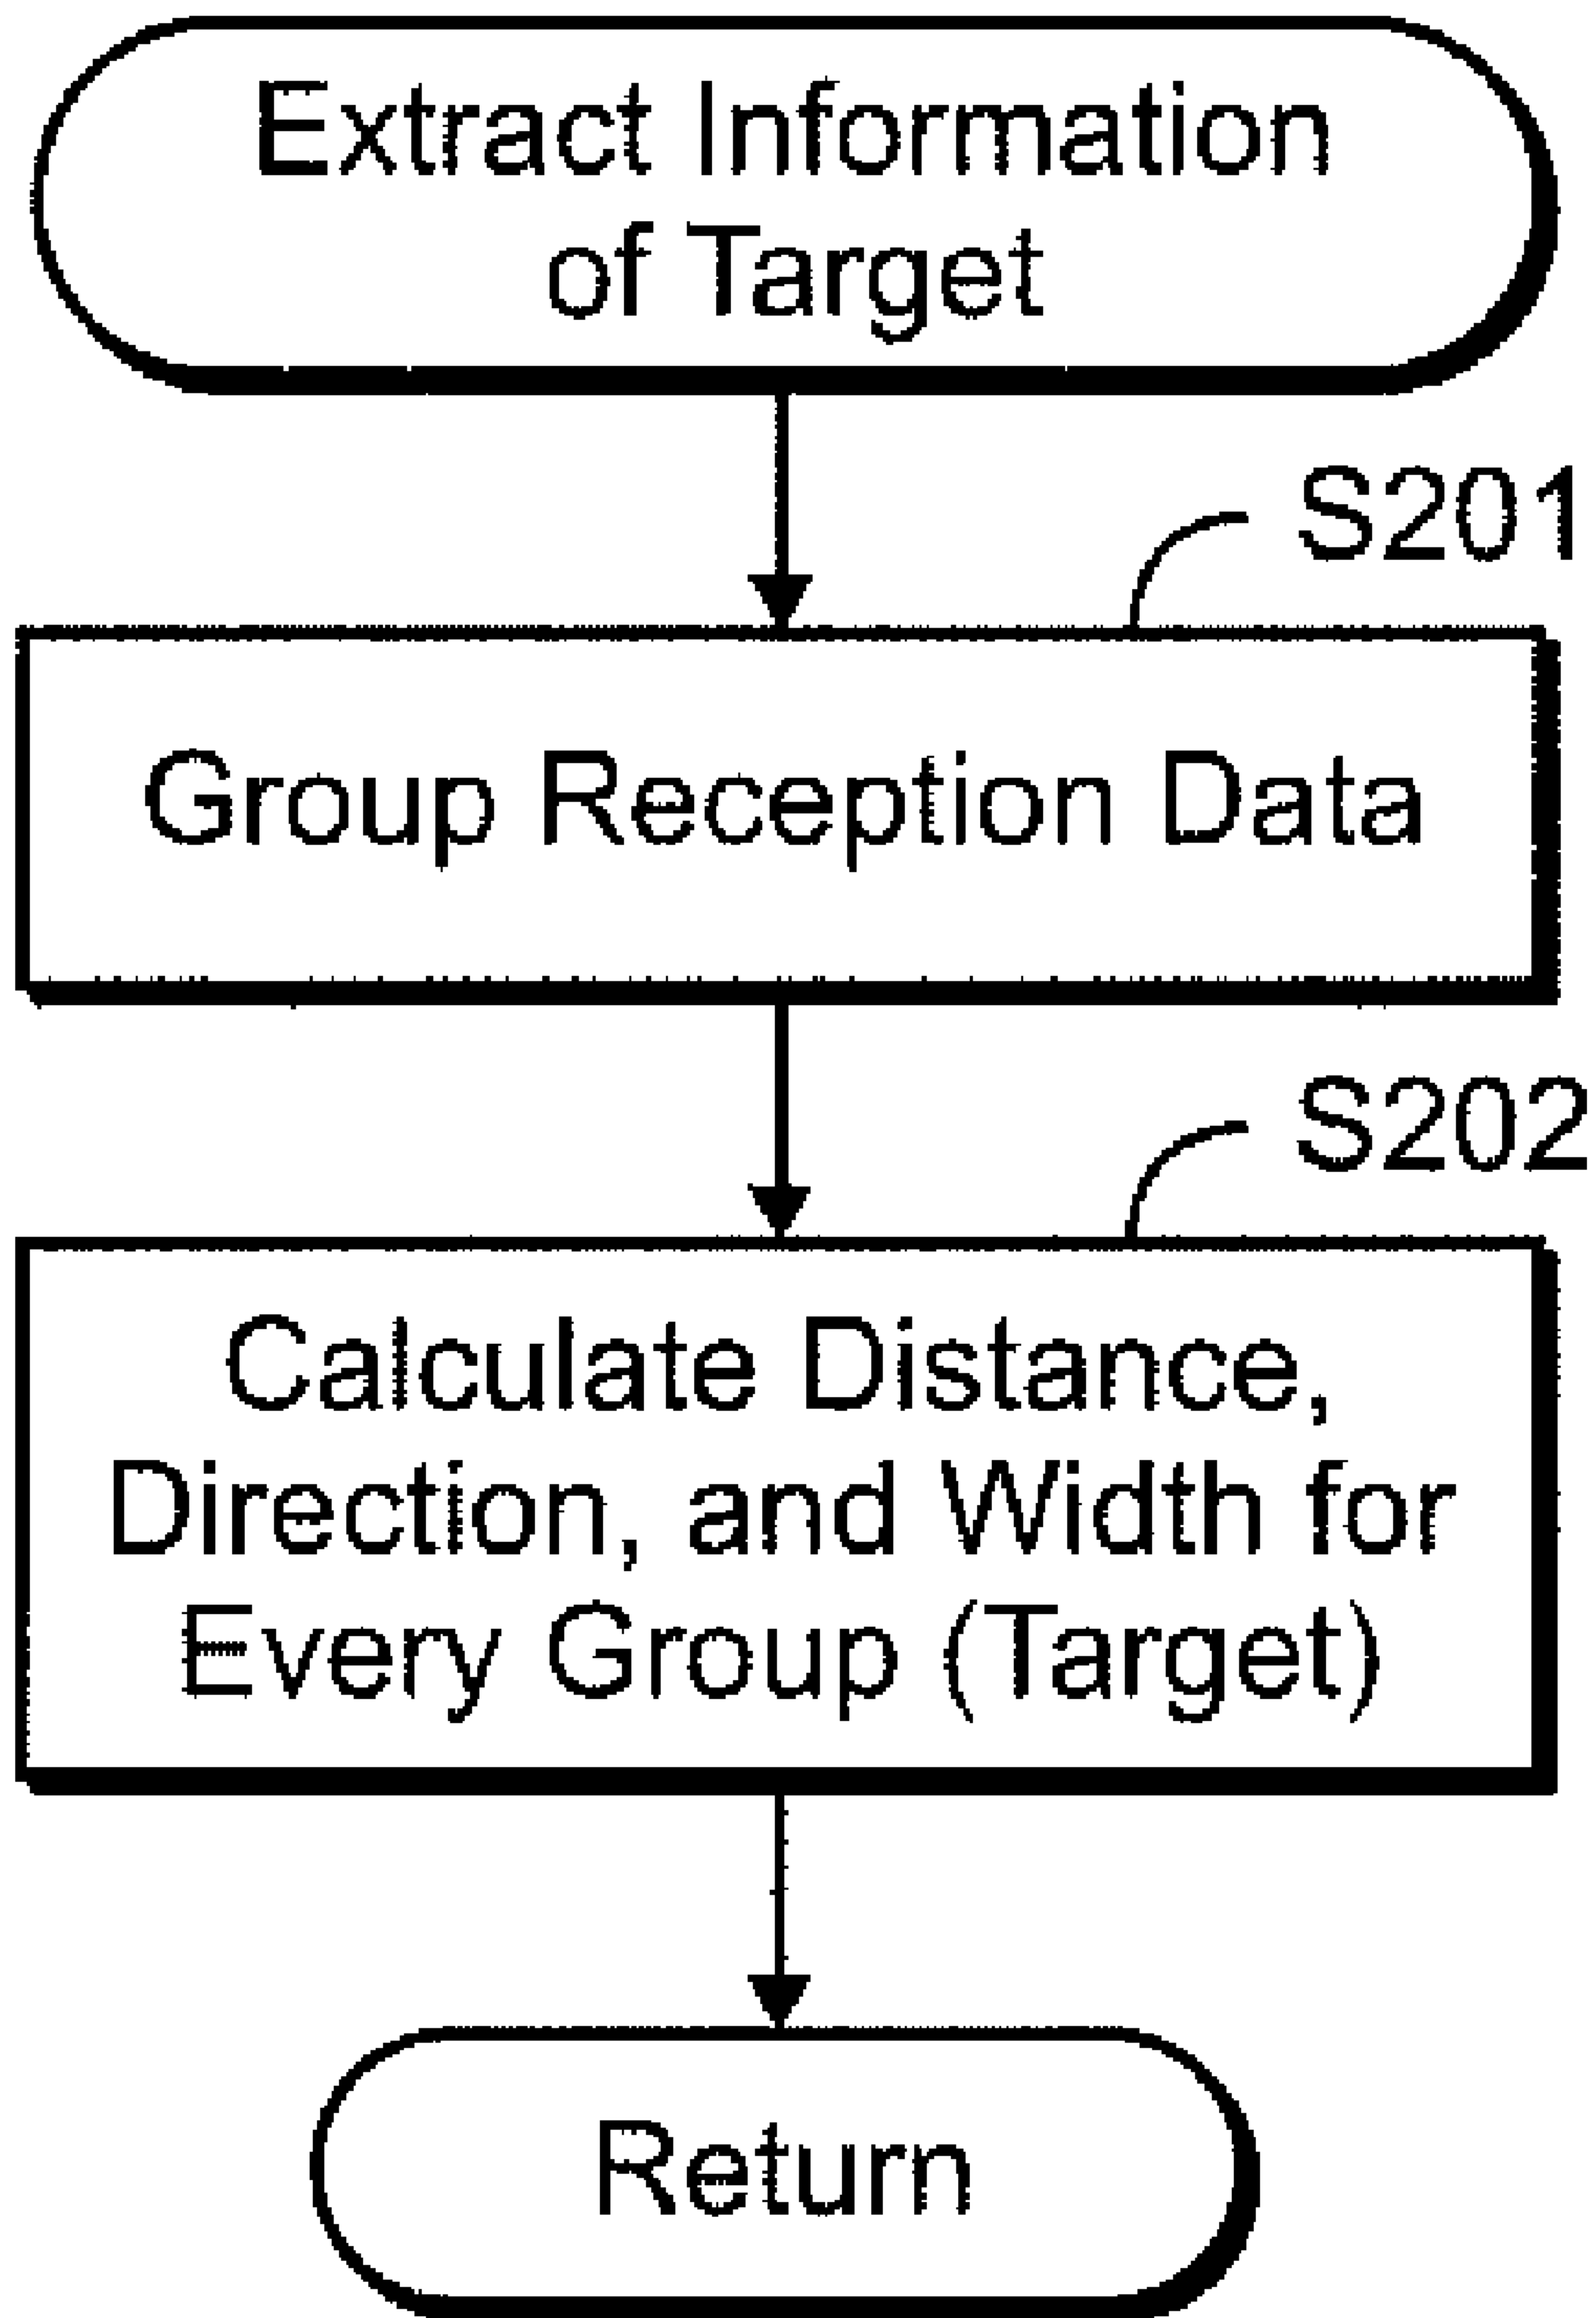 Extract Information
of Target
S201
Group Reception Data
S202
Calculate Distance,
Direction, and Width for
Every Group (Target)
Return